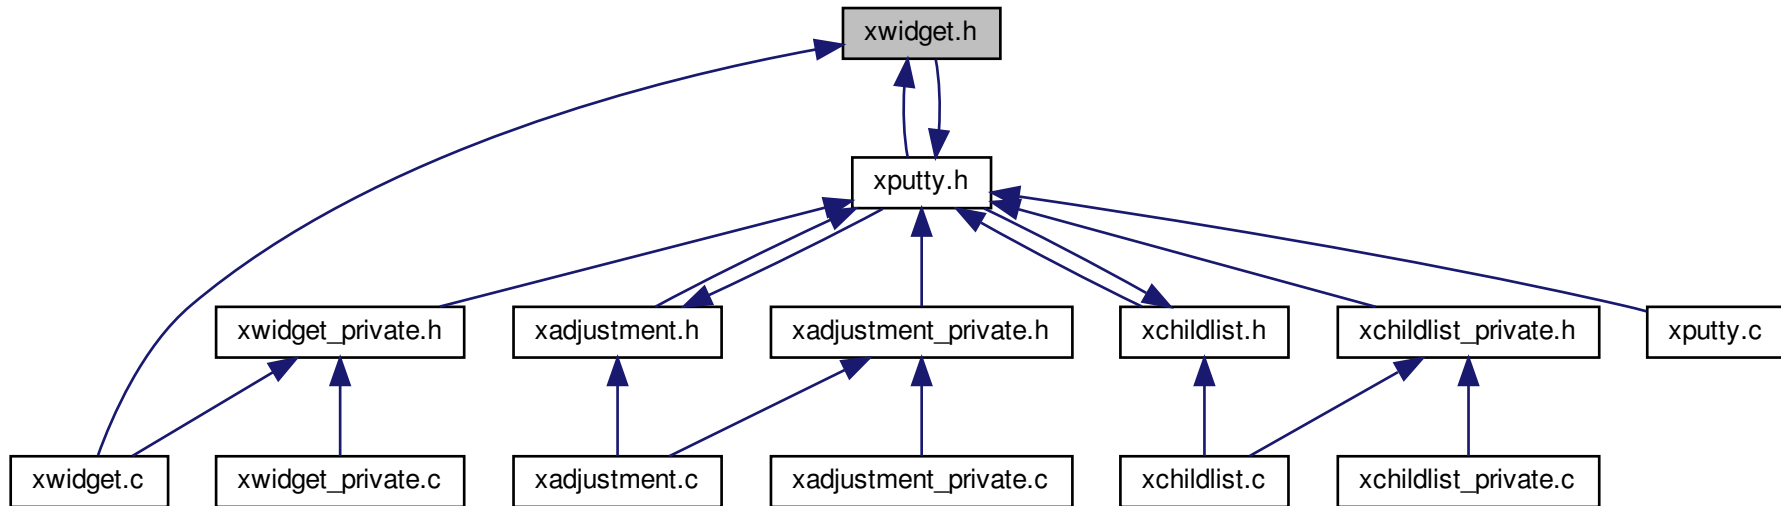 xwidget.h
xputty.h
xwidget_private.h
xadjustment.h
xadjustment_private.h
xchildlist.h
xchildlist_private.h
xputty.c
xwidget.c
xwidget_private.c
xadjustment.c
xadjustment_private.c
xchildlist.c
xchildlist_private.c